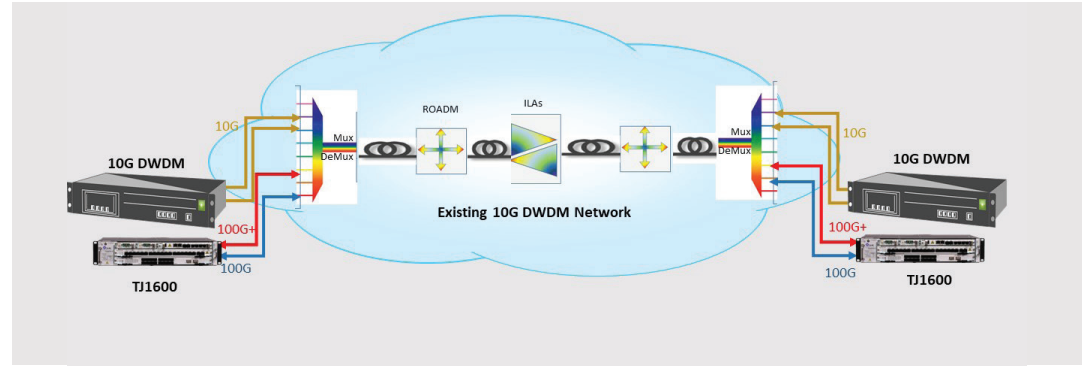 ROADM
ILAs
10G
Mux
DeMux
10G DWDM
100G+
100G
TJ1600
Existing 10G DWDM Network
Mux
DeMux
10G
10G DWDM
100G+
100G
TJ1600